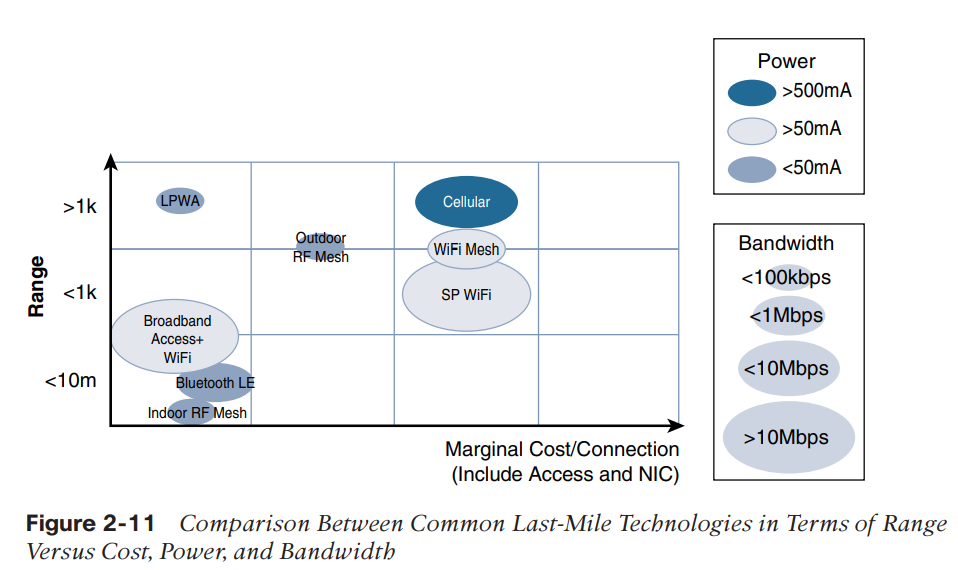 Power
>500mA
>50mA
<50mA
Bandwidth
<100kbps
<1Mbps
<10Mbps
>10Mbps
Range
>1k
<1k
<10m
LPWA
Outdoor
RF Mesh
Cellular
WiFi Mesh
SP WiFi
Broadband
Access+
WiFi
Bluetooth LE
Indoor RF Mesh
Marginal Cost/Connection
(Include Access and NIC)
Figure 2-11 Comparison Between Common Last-Mile Technologies in Terms of Range
Versus Cost, Power, and Bandwidth